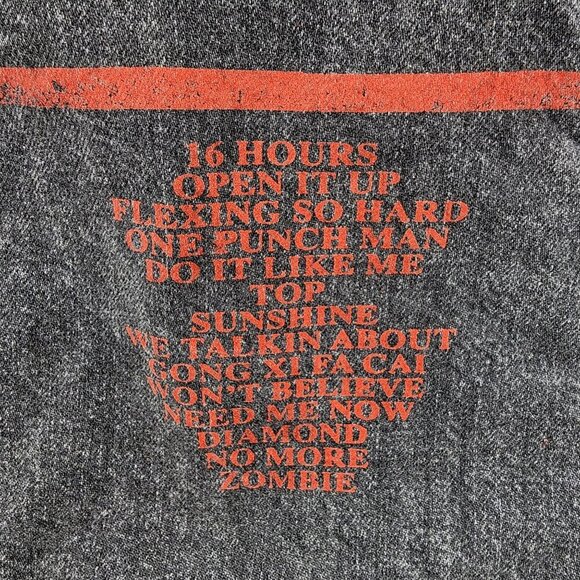 16 HOURS
OPEN IT UP
FLEXING SO HARD
ONE PUNCH MAN
DO IT LIKE ME
TOP
SUNSHINE
WE TALKIN ABOUT
GONG XI FA CAI
WON'T BELIEVE
NEED ME NOW
DIAMOND
NO MORE
ZOMBIE